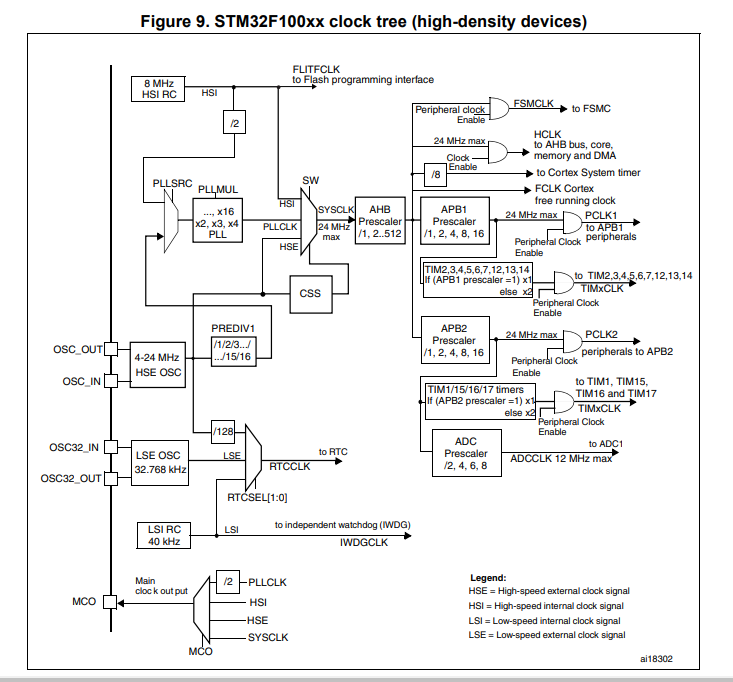 Figure 9. STM32F100xx clock tree (high-density devices)
FLITFCLK
to Flash programming interface
8 MHz
HSI RC
HSI
/2
FSMCLK
Peripheral clock
Enable
to FSMC
HCLK
24 MHz max
to AHB bus, core,
memory and DMA
Clock
Enable
/8
to Cortex System timer
FCLK Cortex
free running clock
PLLSRC
PLLMUL
..., x16
x2, x3, x4
PLL
SW
HSI
PLLCLK
HSE
SYSCLK
24 MHz
max
AHB
Prescaler
/1, 2..512
APB1
Prescaler
/1, 2, 4, 8, 16
24 MHz max
PCLK1
to APB1
peripherals
Peripheral Clock
Enable
TIM2,3,4,5,6,7,12,13,14
If (APB1 prescaler =1) x1
else x2
to TIM2,3,4,5,6,7,12,13,14
TIMxCLK
Peripheral Clock
Enable
CSS
PREDIV1
/1/2/3.../
.../15/16
OSC_OUT
OSC_IN
4-24 MHz
HSE OSC
APB2
Prescaler
/1, 2, 4, 8, 16
24 MHz max
PCLK2
peripherals to APB2
Peripheral Clock
Enable
TIM1/15/16/17 timers
If (APB2 prescaler =1) x1
else x2
to TIM1, TIM15,
TIM16 and TIM17
TIMxCLK
Peripheral Clock
Enable
/128
OSC32_IN
OSC32_OUT
LSE OSC
32.768 kHz
LSE
to RTC
RTCCLK
RTCSEL[1:0]
ADC
Prescaler
/2, 4, 6, 8
to ADC1
ADCCLK 12 MHz max
LSI RC
40 kHz
LSI
to independent watchdog (IWDG)
IWDGCLK
Main
clock output
MCO
/2
PLLCLK
HSI
HSE
SYSCLK
MCO
Legend:
HSE = High-speed external clock signal
HSI = High-speed internal clock signal
LSI = Low-speed internal clock signal
LSE = Low-speed external clock signal
ai18302